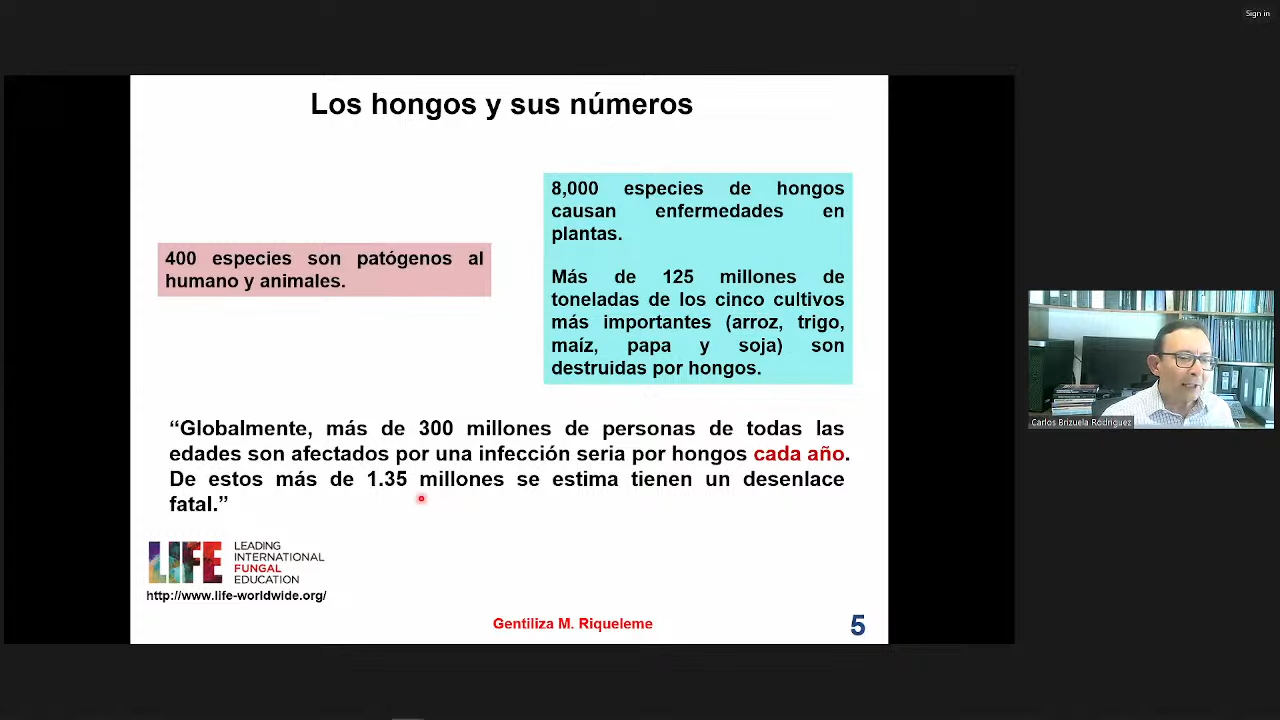 Sign in
Los hongos y sus números
8,000 especies de hongos
causan enfermedades en
plantas.
Más de 125 millones de
toneladas de los cinco cultivos
más importantes (arroz, trigo,
maíz, papa y soja) son
destruidas por hongos.
400 especies son patógenos al
humano y animales.
“Globalmente, más de 300 millones de personas de todas las
edades son afectados por una infección seria por hongos cada año.
De estos más de 1.35 millones se estima tienen un desenlace
fatal.”
LIFE
LEADING
INTERNATIONAL
FUNGAL
EDUCATION
http://www.life-worldwide.org/
Gentiliza M. Riqueleme
5
Carlos Brizuela Rodriguez